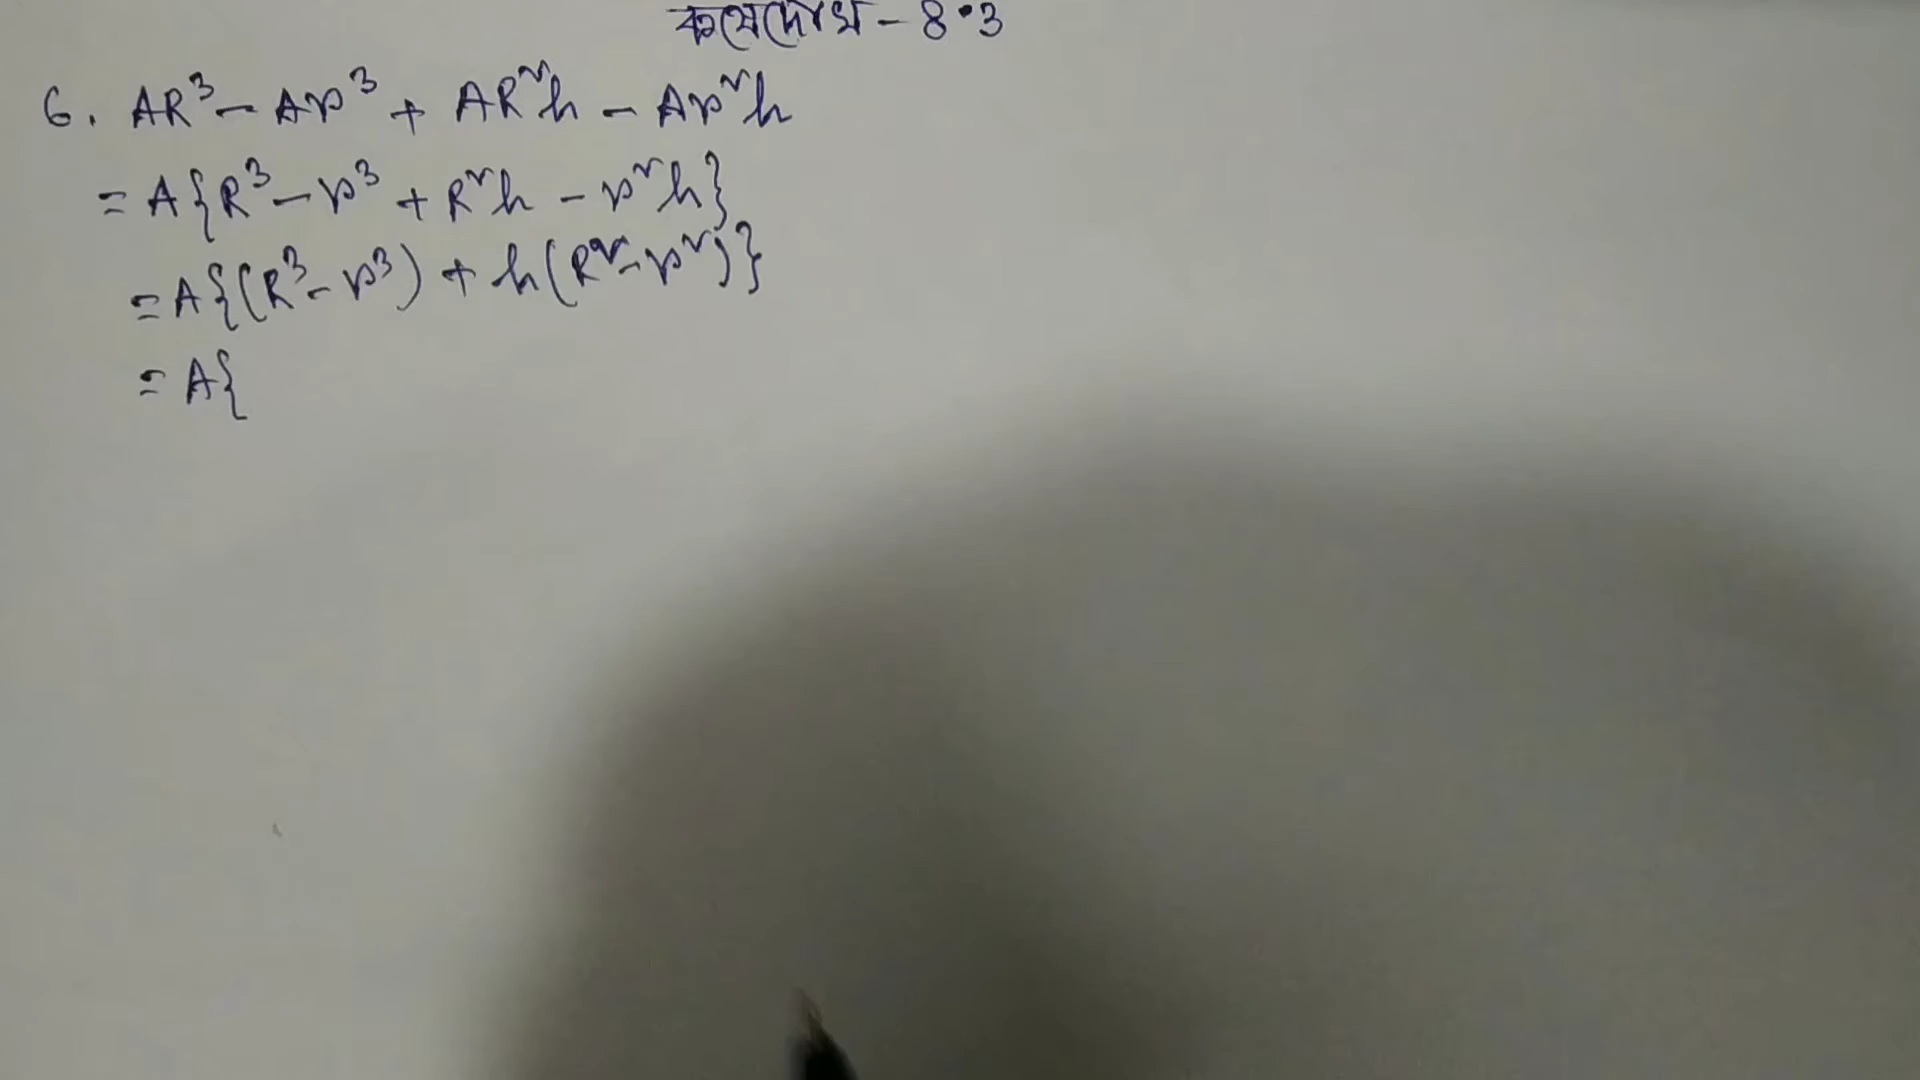 কষেদেখি – 8.3
6. AR³ – Ar³ + AR²h – Ar²h
= A{R³ – r³ + R²h – r²h}
= A{(R³ – r³) + h(R² – r²)}
= A{